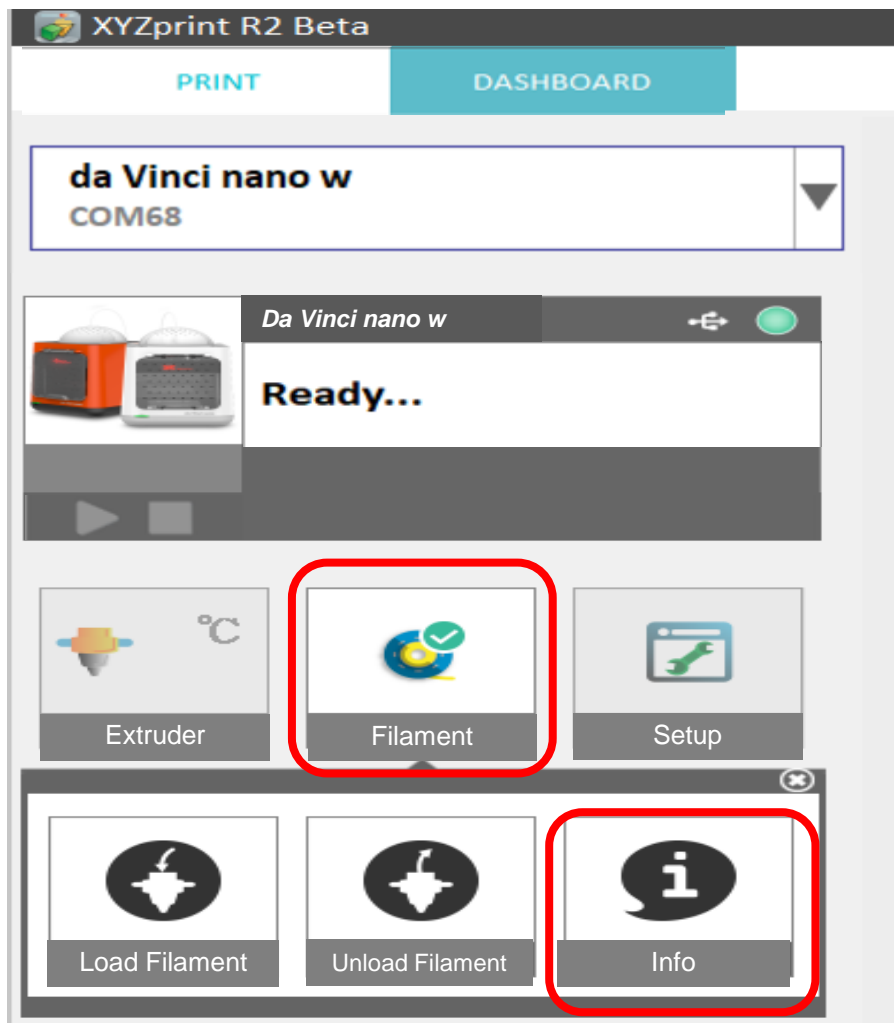 XYZprint R2 Beta
PRINT DASHBOARD
da Vinci nano w
COM68
Da Vinci nano w
Ready...
°C
Extruder Filament Setup
Load Filament Unload Filament Info